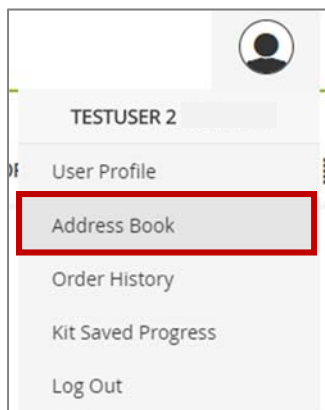 TESTUSER 2
User Profile
Address Book
Order History
Kit Saved Progress
Log Out